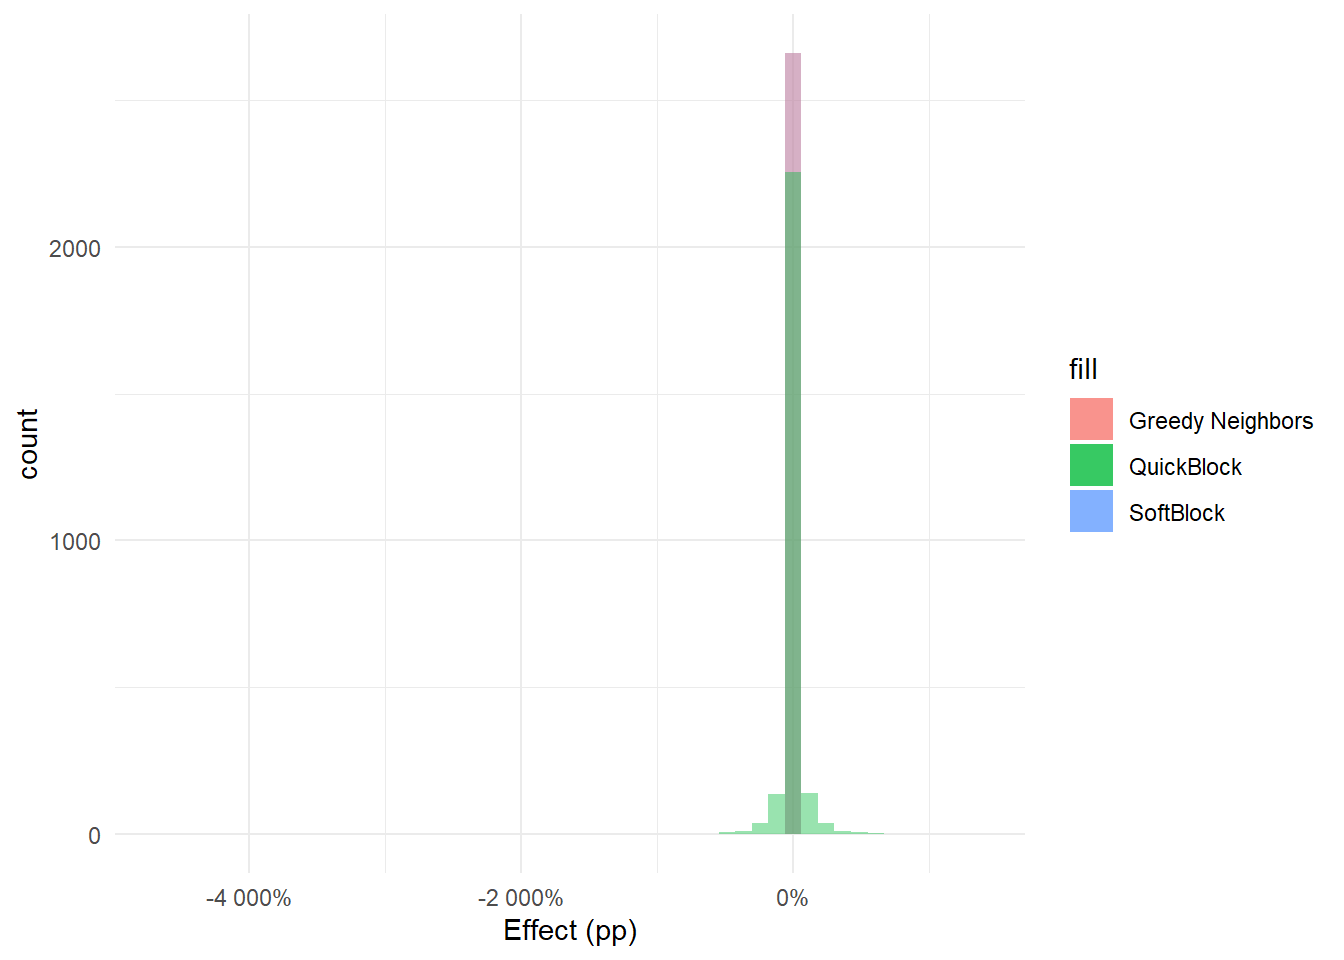 2000
1000
0
count
-4 000%
-2 000%
0%
Effect (pp)
fill
Greedy Neighbors
QuickBlock
SoftBlock